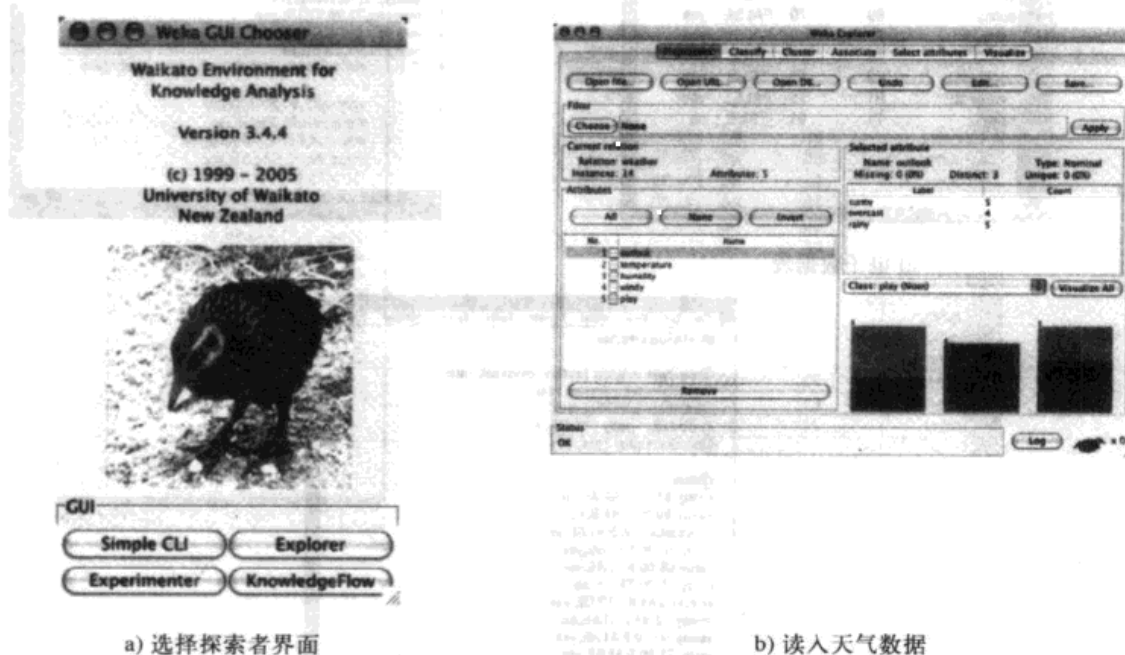 Weka GUI Chooser
Waikato Environment for
Knowledge Analysis
Version 3.4.4
(c) 1999 – 2005
University of Waikato
New Zealand
GUI
Simple CLI
Explorer
Experimenter
KnowledgeFlow
a) 选择探索者界面
Weka Explorer
Classify
Cluster
Associate
Select attributes
Visualize
Open file...
Open URL...
Open DB...
Undo
Edit...
Save...
Filter
Choose
None
Apply
Current relation
Relation: weather
Instances: 14
Attributes: 5
Attributes
All
None
Invert
No.
Name
1 outlook
2 temperature
3 humidity
4 windy
5 play
Remove
Selected attribute
Name: outlook
Type: Nominal
Missing: 0 (0%)
Distinct: 3
Unique: 0 (0%)
Label
Count
sunny 5
overcast 4
rainy 5
Class: play (Nom)
Visualize All
Status
OK
Log
x 0
b) 读入天气数据